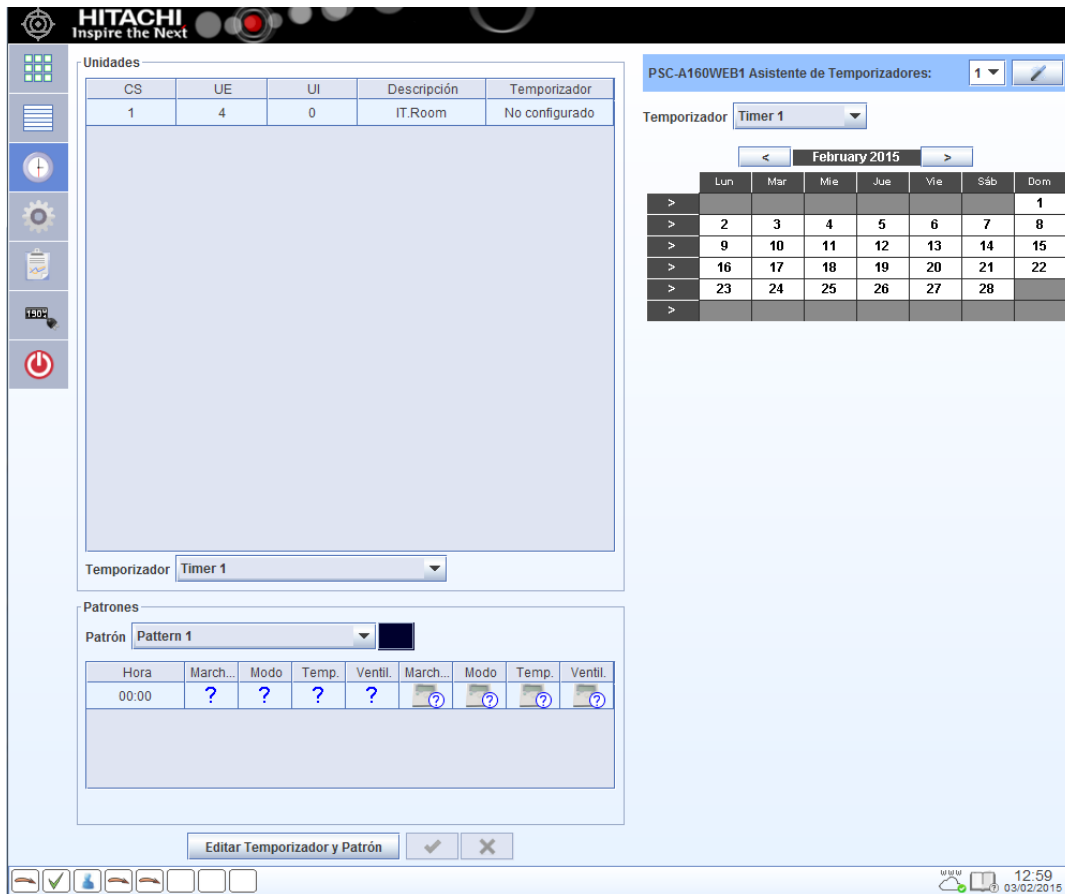 HITACHI
Inspire the Next
Unidades
CS UE UI Descripción Temporizador
1 4 0 IT.Room No configurado
Temporizador Timer 1
Patrones
Patrón Pattern 1
Hora March... Modo Temp. Ventil. March... Modo Temp. Ventil.
00:00 ? ? ? ? ? ? ? ?
Editar Temporizador y Patrón
PSC-A160WEB1 Asistente de Temporizadores: 1
Temporizador Timer 1
< February 2015 >
Lun Mar Mie Jue Vie Sáb Dom
> 1
> 2 3 4 5 6 7 8
> 9 10 11 12 13 14 15
> 16 17 18 19 20 21 22
> 23 24 25 26 27 28
>
www
12:59
03/02/2015